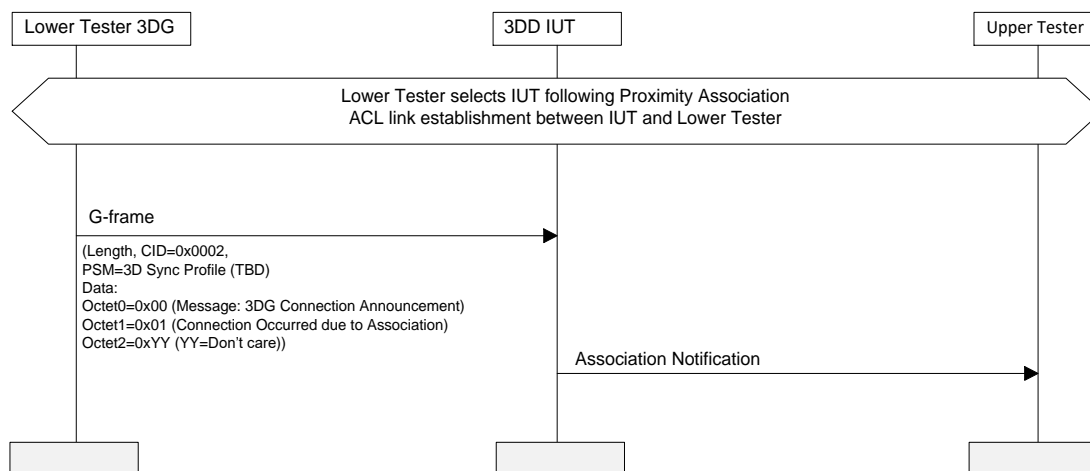 Lower Tester 3DG
3DD IUT
Upper Tester
Lower Tester selects IUT following Proximity Association
ACL link establishment between IUT and Lower Tester
G-frame
(Length, CID=0x0002,
PSM=3D Sync Profile (TBD)
Data:
Octet0=0x00 (Message: 3DG Connection Announcement)
Octet1=0x01 (Connection Occurred due to Association)
Octet2=0xYY (YY=Don't care))
Association Notification